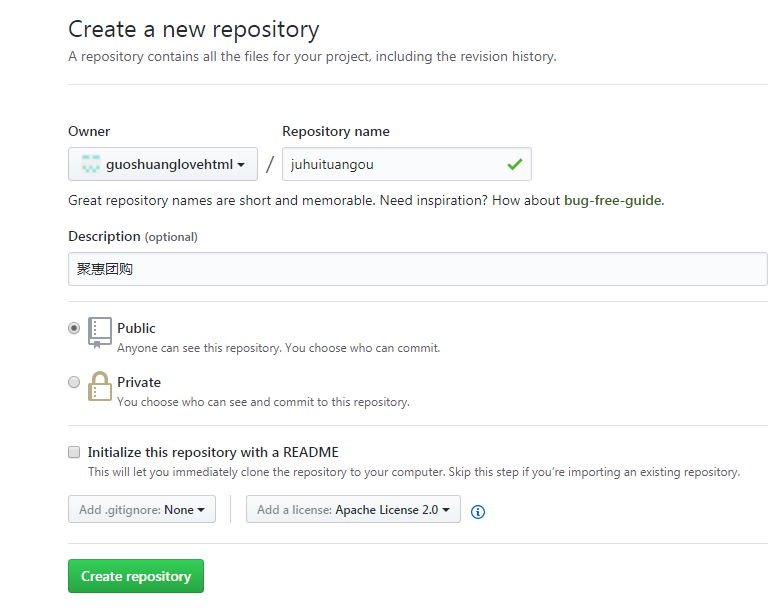 Create a new repository
A repository contains all the files for your project, including the revision history.
Owner
Repository name
guoshuanglovehtml / juhuituangou
Great repository names are short and memorable. Need inspiration? How about bug-free-guide.
Description (optional)
聚惠团购
Public
Anyone can see this repository. You choose who can commit.
Private
You choose who can see and commit to this repository.
Initialize this repository with a README
This will let you immediately clone the repository to your computer. Skip this step if you're importing an existing repository.
Add .gitignore: None
Add a license: Apache License 2.0
Create repository